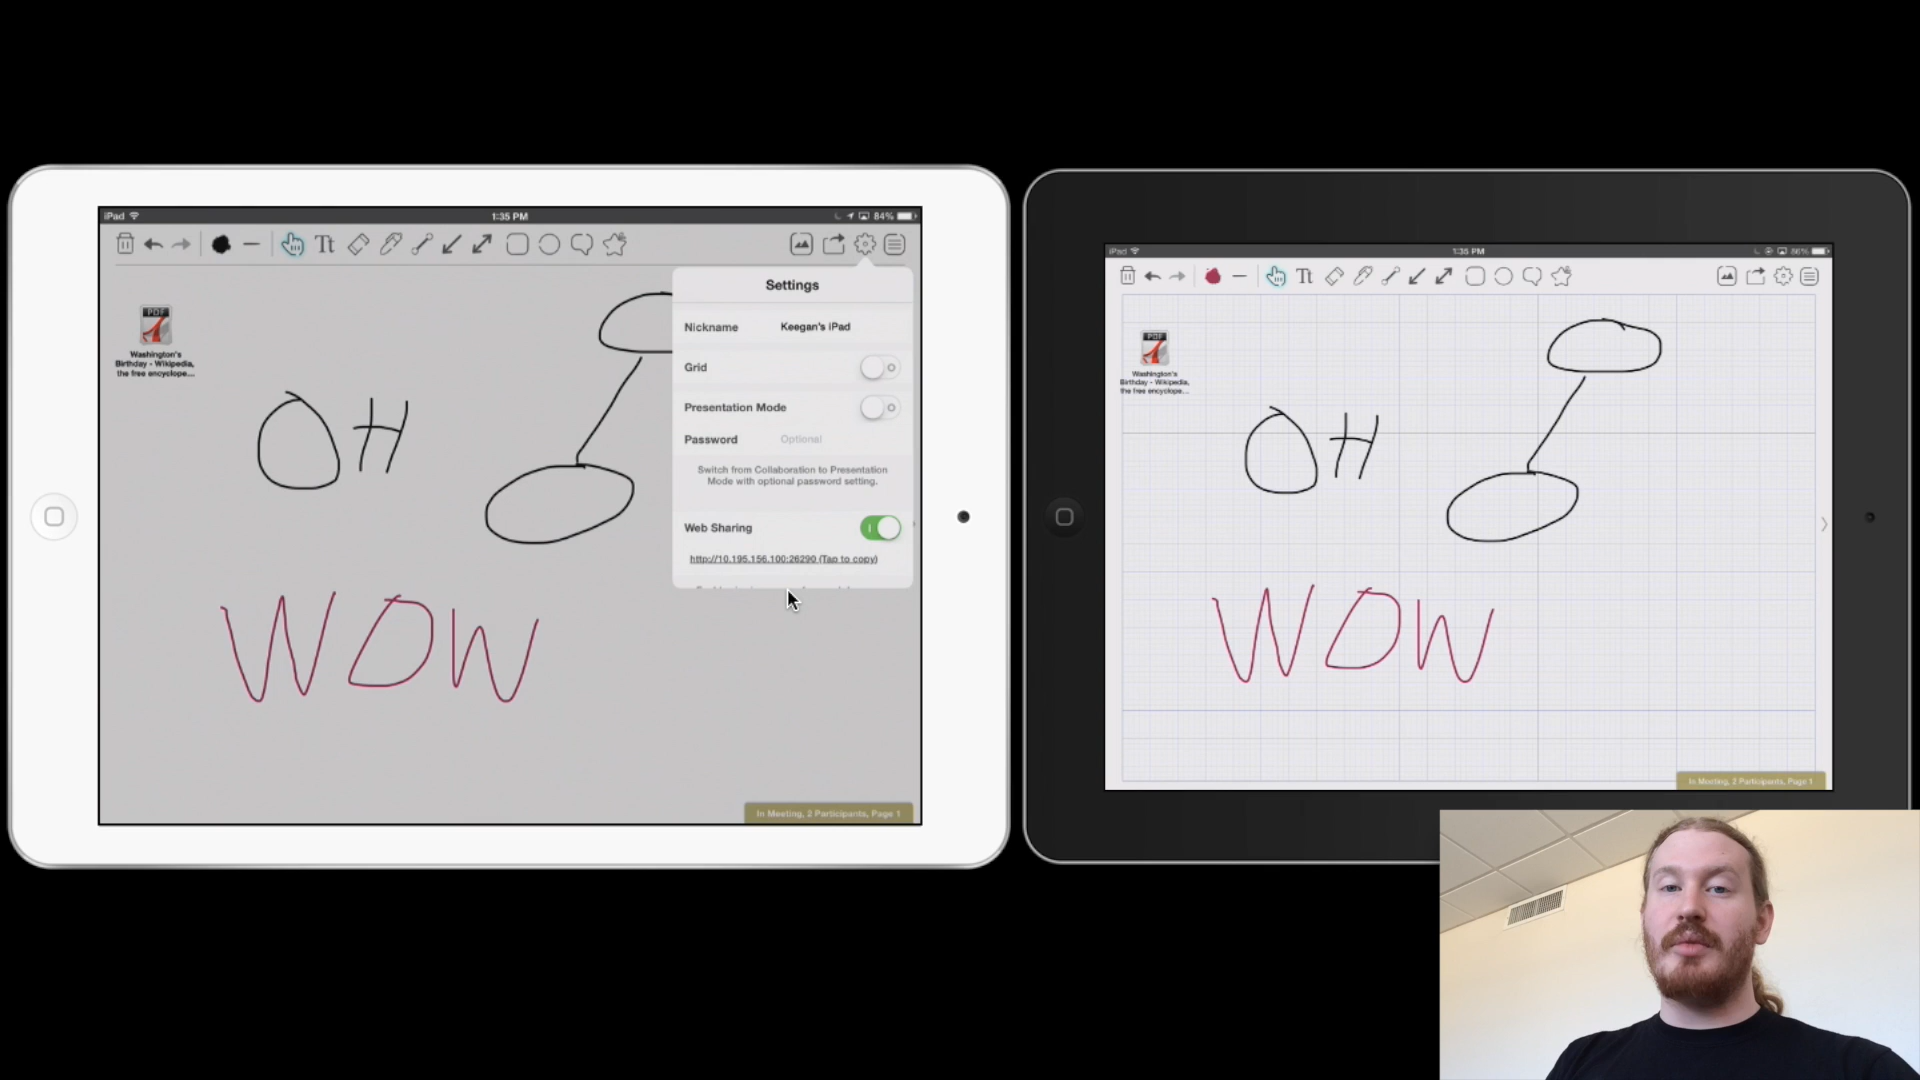 iPad 1:35 PM 84%
Tt
Settings
Nickname Keegan's iPad
Grid
Presentation Mode
Password Optional
Switch from Collaboration to Presentation
Mode with optional password setting.
Web Sharing
http://10.195.156.100:26290 (Tap to copy)
PDF
Washington's
Birthday - Wikipedia,
the free encyclope...
OH
WOW
In Meeting, 2 Participants, Page 1
iPad 1:35 PM 86%
Tt
PDF
Washington's
Birthday - Wikipedia,
the free encyclope...
OH
WOW
In Meeting, 2 Participants, Page 1